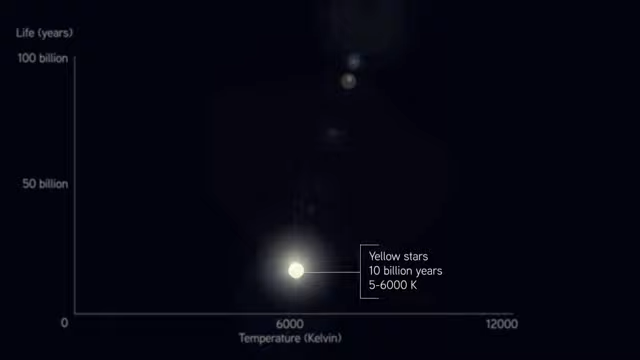 Life (years)
100 billion
50 billion
Yellow stars
10 billion years
5-6000 K
0
6000
12000
Temperature (Kelvin)